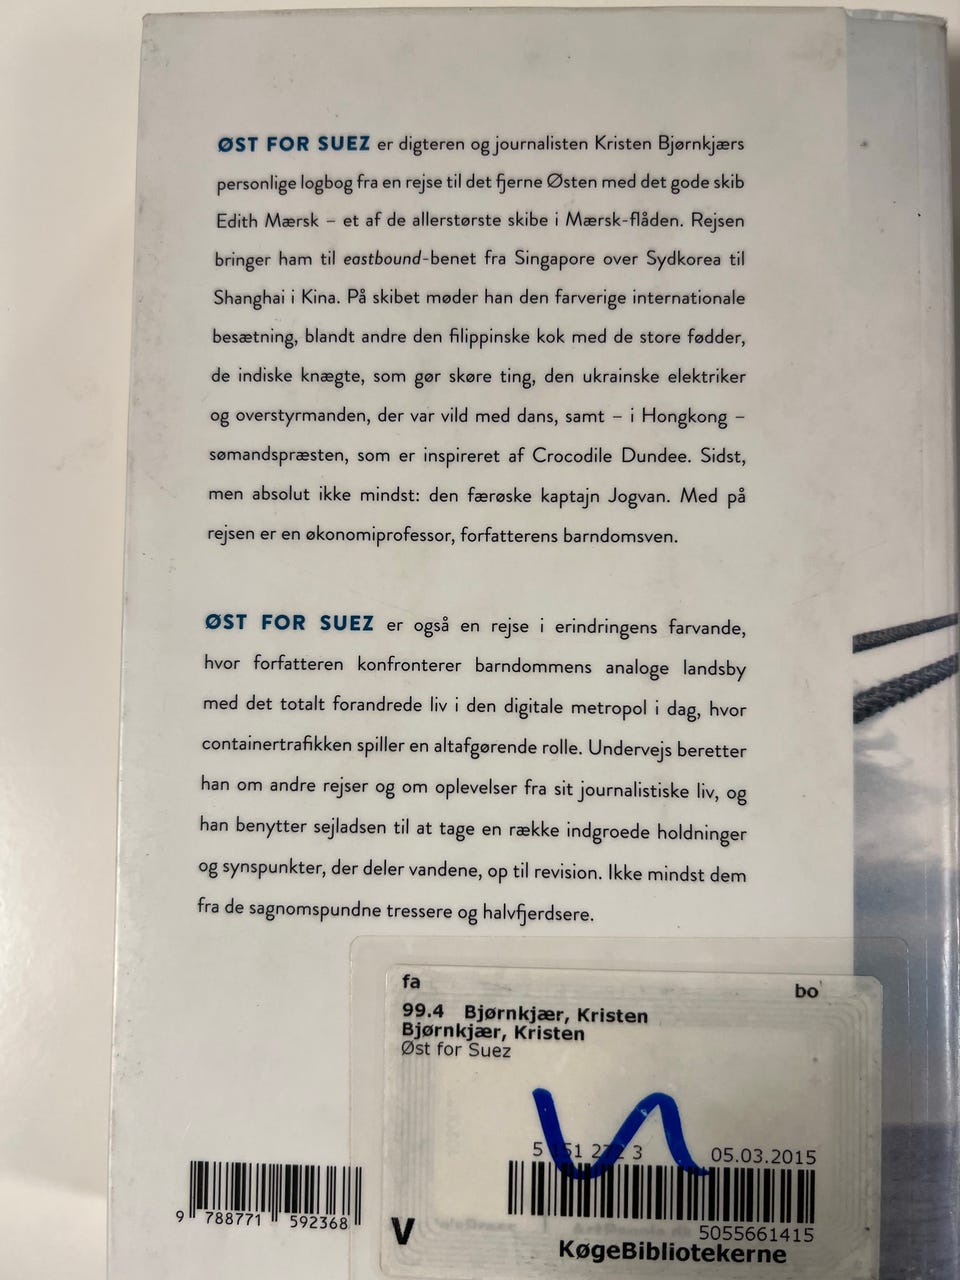 ØST FOR SUEZ er digteren og journalisten Kristen Bjørnkjærs
personlige logbog fra en rejse til det fjerne Østen med det gode skib
Edith Mærsk – et af de allerstørste skibe i Mærsk-flåden. Rejsen
bringer ham til eastbound-benet fra Singapore over Sydkorea til
Shanghai i Kina. På skibet møder han den farverige internationale
besætning, blandt andre den filippinske kok med de store fødder,
de indiske knægte, som gør skøre ting, den ukrainske elektriker
og overstyrmanden, der var vild med dans, samt – i Hongkong –
sømandspræsten, som er inspireret af Crocodile Dundee. Sidst,
men absolut ikke mindst: den færøske kaptajn Jogvan. Med på
rejsen er en økonomiprofessor, forfatterens barndomsven.
ØST FOR SUEZ er også en rejse i erindringens farvande,
hvor forfatteren konfronterer barndommens analoge landsby
med det totalt forandrede liv i den digitale metropol i dag, hvor
containertrafikken spiller en altafgørende rolle. Undervejs beretter
han om andre rejser og om oplevelser fra sit journalistiske liv, og
han benytter sejladsen til at tage en række indgroede holdninger
og synspunkter, der deler vandene, op til revision. Ikke mindst dem
fra de sagnomspundne tressere og halvfjerdsere.
fa bo
99.4 Bjørnkjær, Kristen
Bjørnkjær, Kristen
Øst for Suez
05.03.2015
5055661415
V KøgeBibliotekerne
9 788771 592368